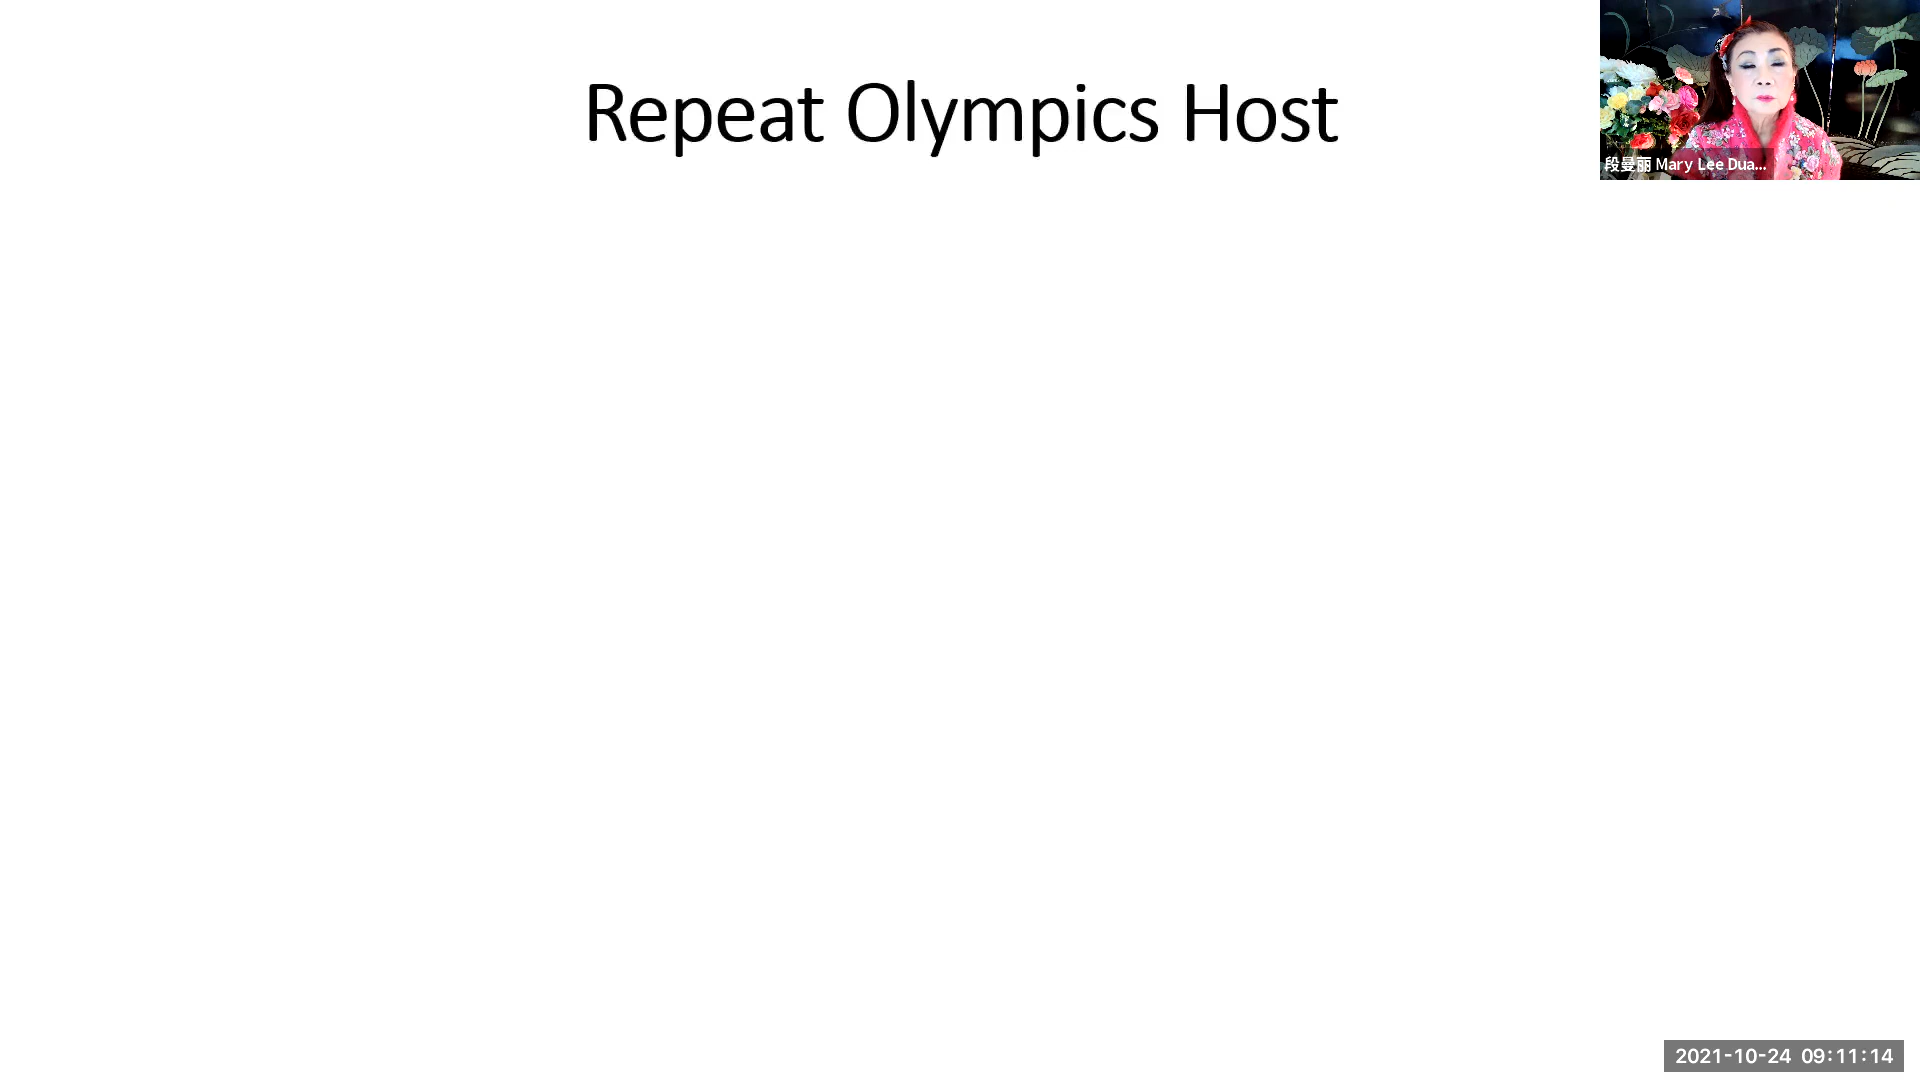 Repeat Olympics Host
段曼丽 Mary Lee Dua...
2021-10-24 09:11:14